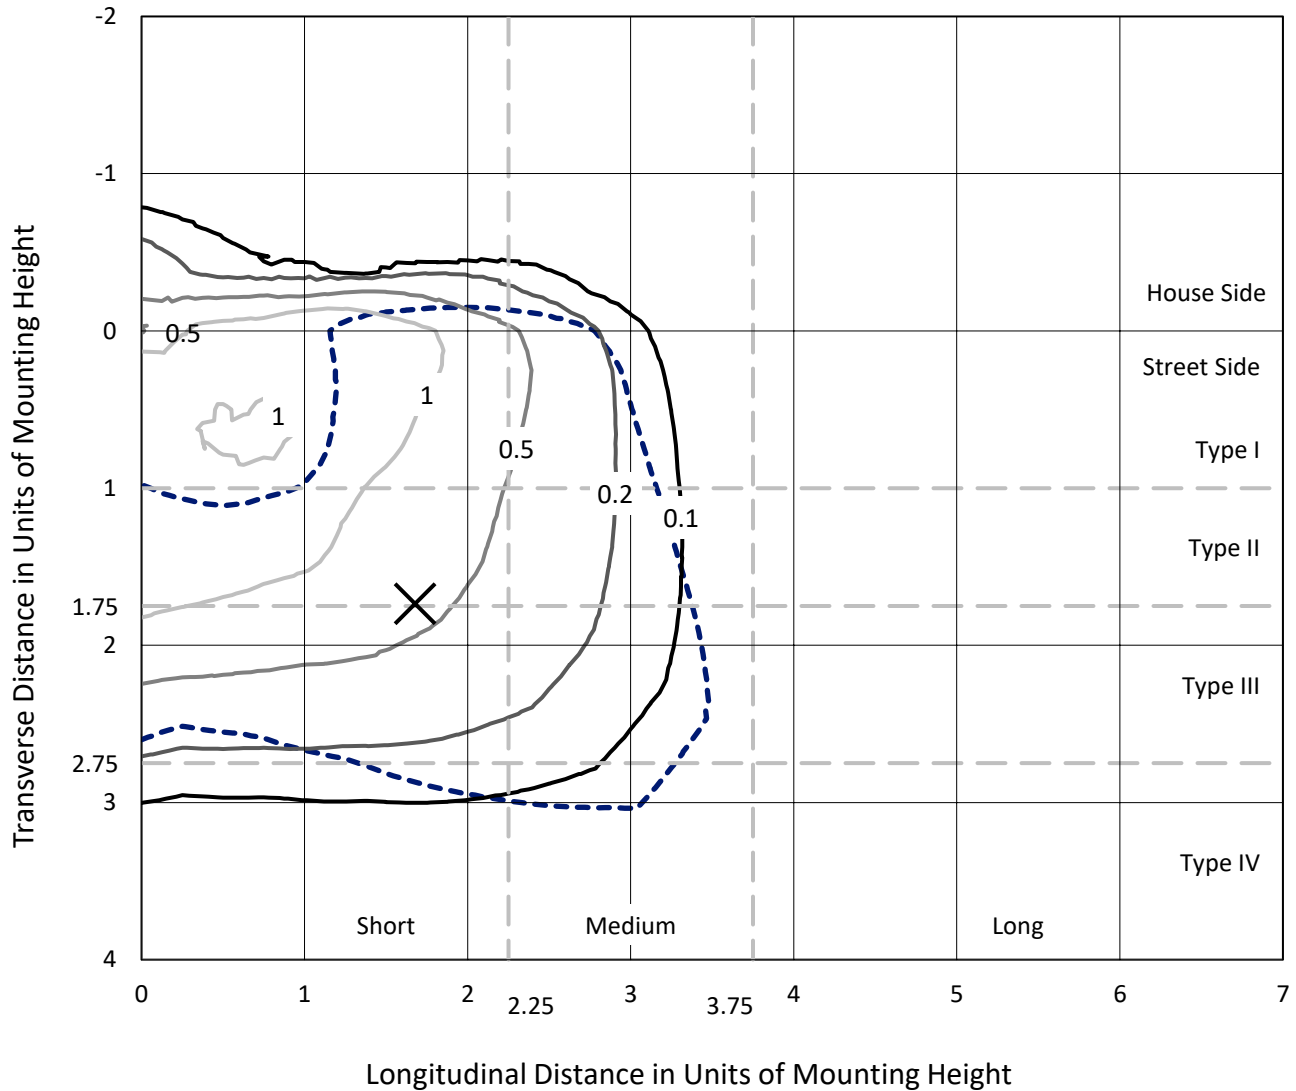 -2
-1
House Side
0
0.5
Street Side
1
1
Type I
0.5
1
0.2
0.1
Type II
1.75
2
Type III
2.75
3
Type IV
Short
Medium
Long
4
0
1
2
2.25
3
3.75
4
5
6
7
Transverse Distance in Units of Mounting Height
Longitudinal Distance in Units of Mounting Height